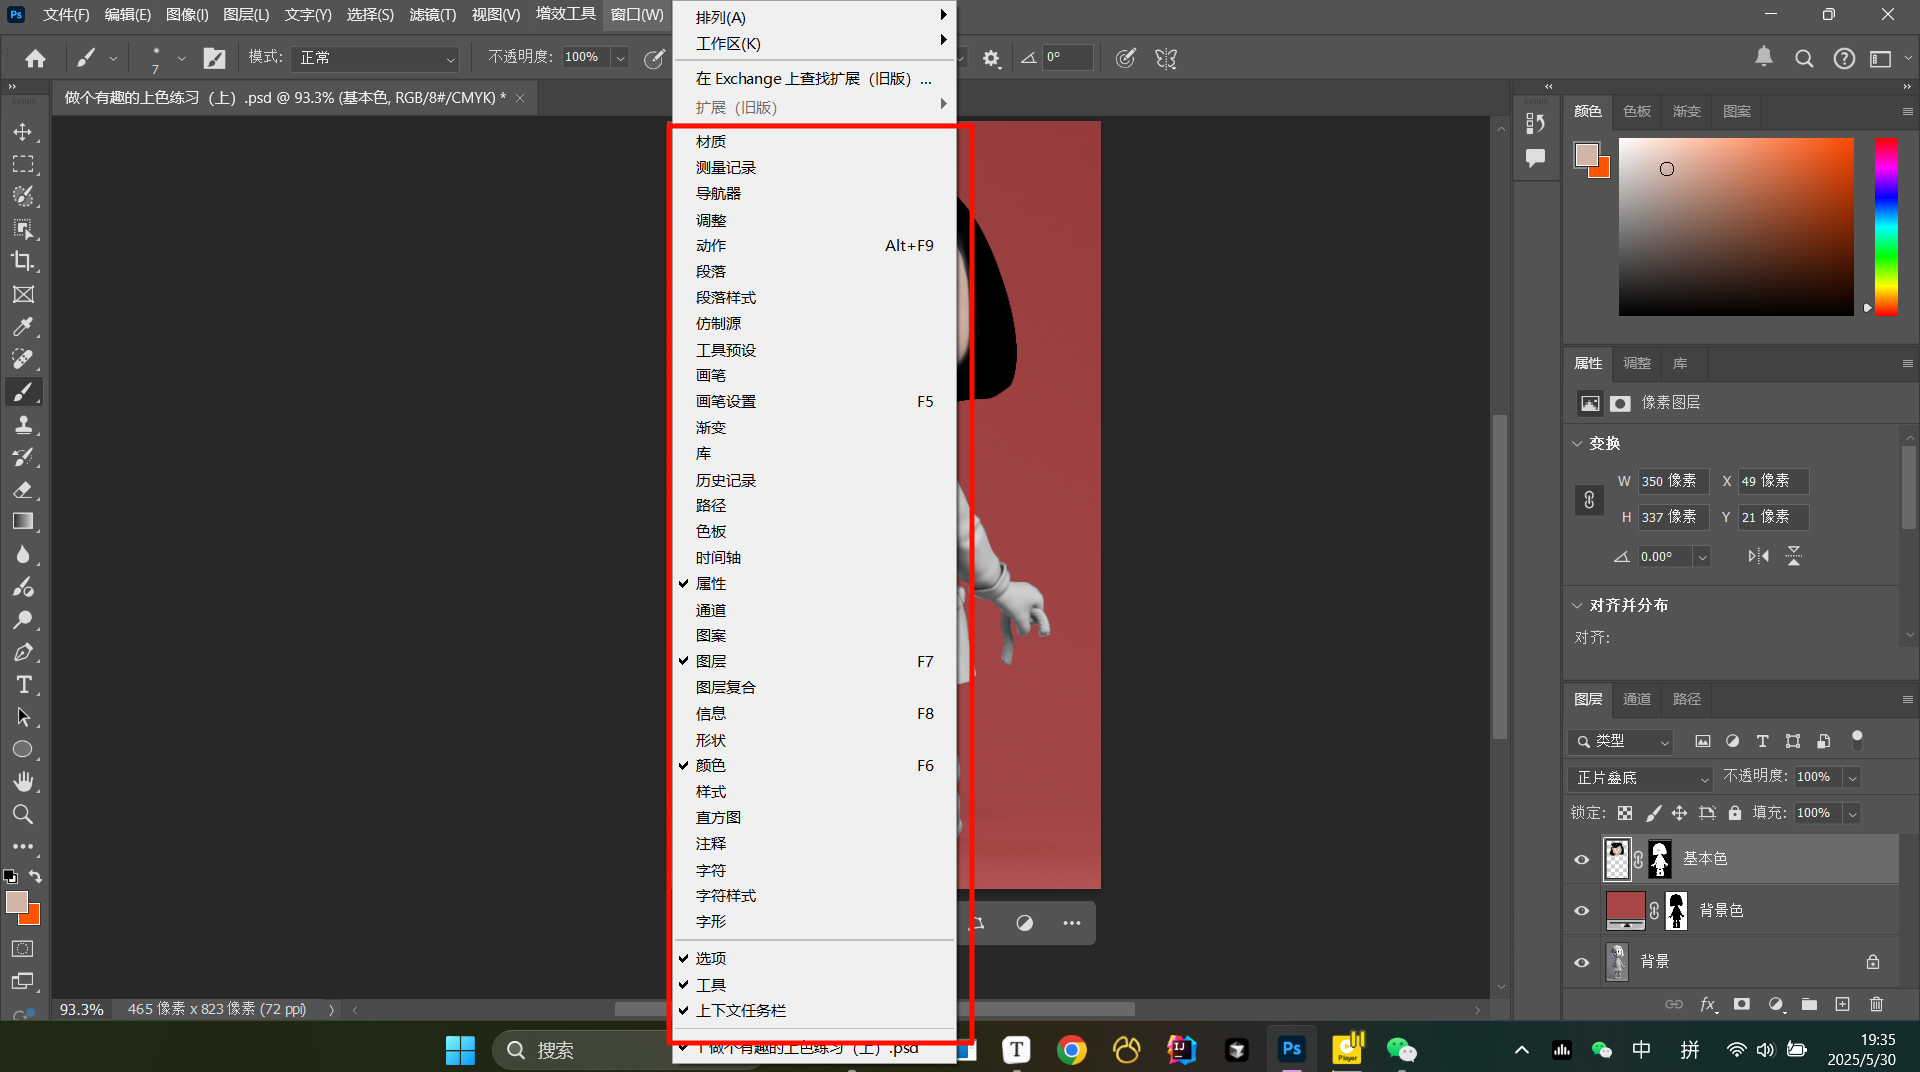 Ps 文件(F) 编辑(E) 图像(I) 图层(L) 文字(Y) 选择(S) 滤镜(T) 视图(V) 增效工具 窗口(W)
7 模式: 正常 不透明度: 100% 0°
做个有趣的上色练习（上）.psd @ 93.3% (基本色, RGB/8#/CMYK) * ×
排列(A)
工作区(K)
在 Exchange 上查找扩展（旧版）...
扩展（旧版）
材质
测量记录
导航器
调整
动作 Alt+F9
段落
段落样式
仿制源
工具预设
画笔
画笔设置 F5
渐变
库
历史记录
路径
色板
时间轴
属性
通道
图案
图层 F7
图层复合
信息 F8
形状
颜色 F6
样式
直方图
注释
字符
字符样式
字形
选项
工具
上下文任务栏
1 做个有趣的上色练习（上）.psd
颜色 色板 渐变 图案
属性 调整 库
像素图层
变换
W 350 像素 X 49 像素
H 337 像素 Y 21 像素
0.00°
对齐并分布
对齐:
图层 通道 路径
类型
正片叠底 不透明度: 100%
锁定: 填充: 100%
基本色
背景色
背景
fx
93.3% 465 像素 x 823 像素 (72 ppi)
搜索
T
IJ
Ps
Player
中 拼
19:35
2025/5/30